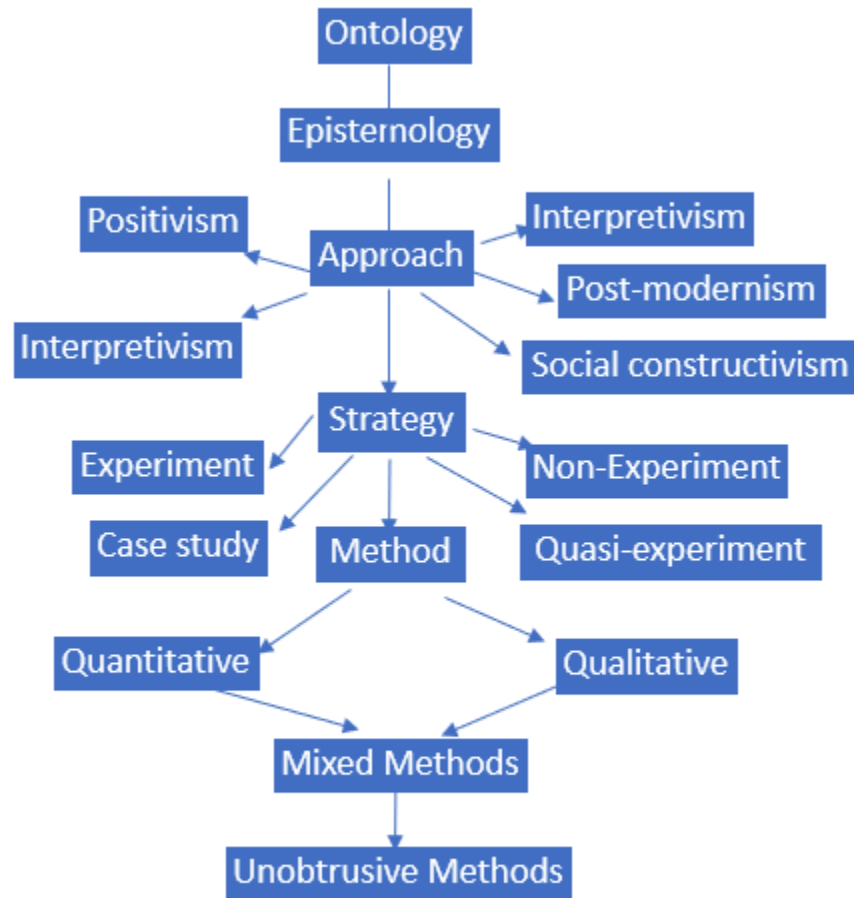 Ontology
Epistemology
Positivism
Interpretivism
Approach
Post-modernism
Interpretivism
Social constructivism
Strategy
Experiment
Non-Experiment
Case study
Method
Quasi-experiment
Quantitative
Qualitative
Mixed Methods
Unobtrusive Methods